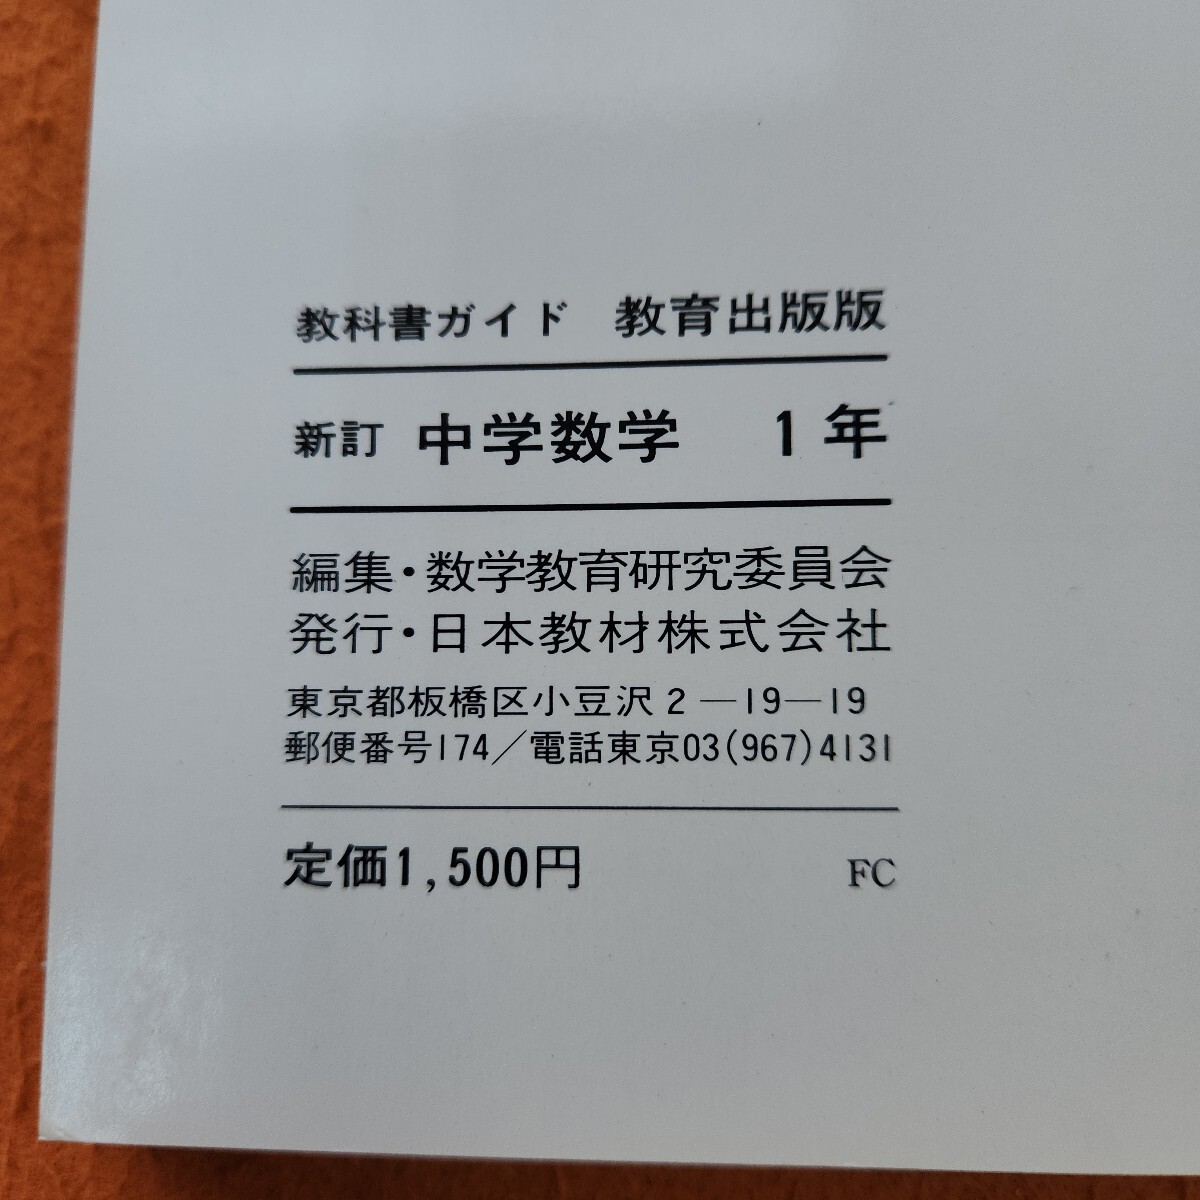 教科書ガイド 教育出版版
新訂 中学数学 1年
編集・数学教育研究委員会
発行・日本教材株式会社
東京都板橋区小豆沢2－19－19
郵便番号174／電話東京03(967)4131
定価1,500円 FC